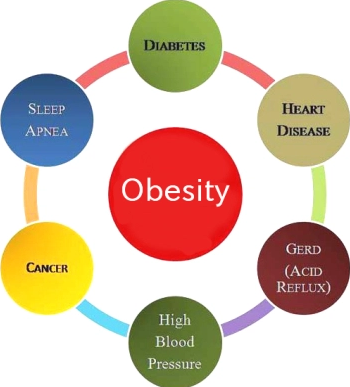 DIABETES
HEART
DISEASE
GERD
(ACID
REFLUX)
High
Blood
Pressure
CANCER
SLEEP
APNEA
Obesity